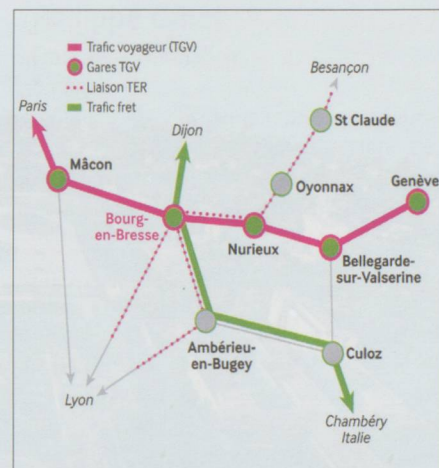 Trafic voyageur (TGV)
Gares TGV
Liaison TER
Trafic fret
Besançon
Paris
Dijon
St Claude
Mâcon
Oyonnax
Genève
Bourg-
en-Bresse
Nurieux
Bellegarde-
sur-Valserine
Ambérieu-
en-Bugey
Culoz
Lyon
Chambéry
Italie